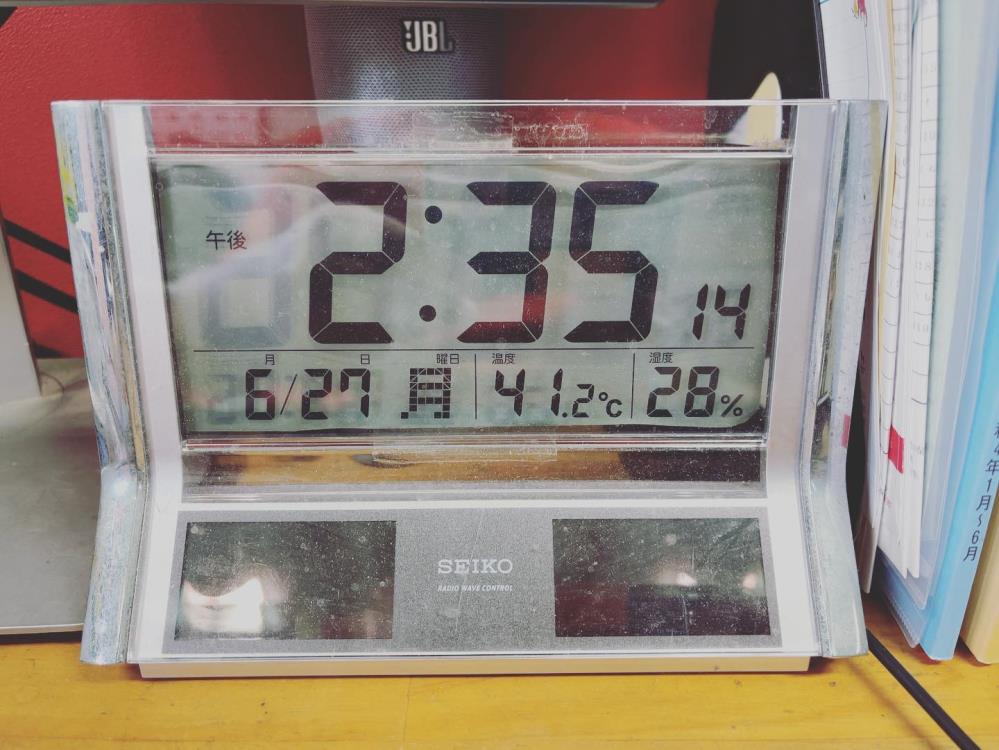 JBL
午後
2:35 14
月 日 曜日 温度 湿度
6/27 月 41.2℃ 28%
SEIKO
RADIO WAVE CONTROL
年1月~6月